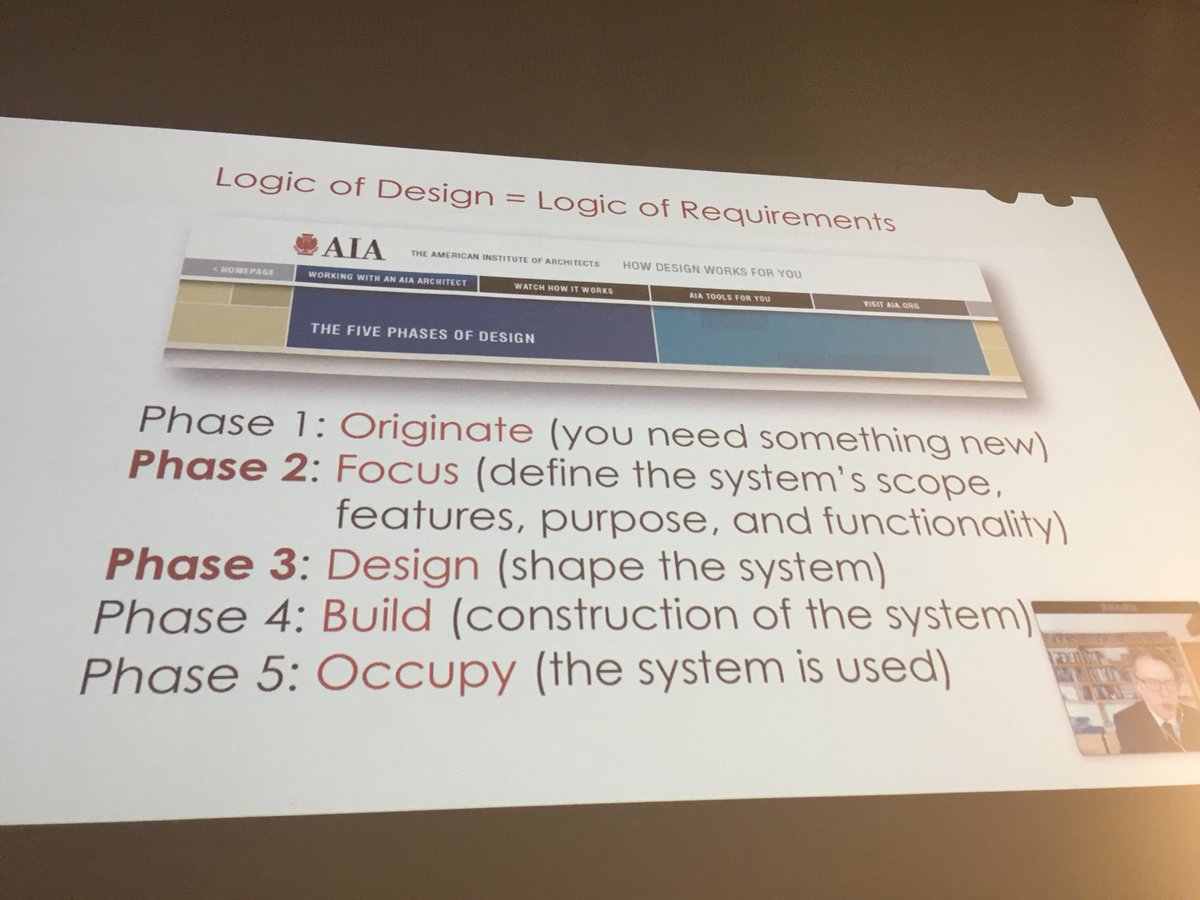 Logic of Design = Logic of Requirements
AIA THE AMERICAN INSTITUTE OF ARCHITECTS HOW DESIGN WORKS FOR YOU
< HOMEPAGE WORKING WITH AN AIA ARCHITECT WATCH HOW IT WORKS AIA TOOLS FOR YOU VISIT AIA.ORG
THE FIVE PHASES OF DESIGN
Phase 1: Originate (you need something new)
Phase 2: Focus (define the system's scope,
features, purpose, and functionality)
Phase 3: Design (shape the system)
Phase 4: Build (construction of the system)
Phase 5: Occupy (the system is used)